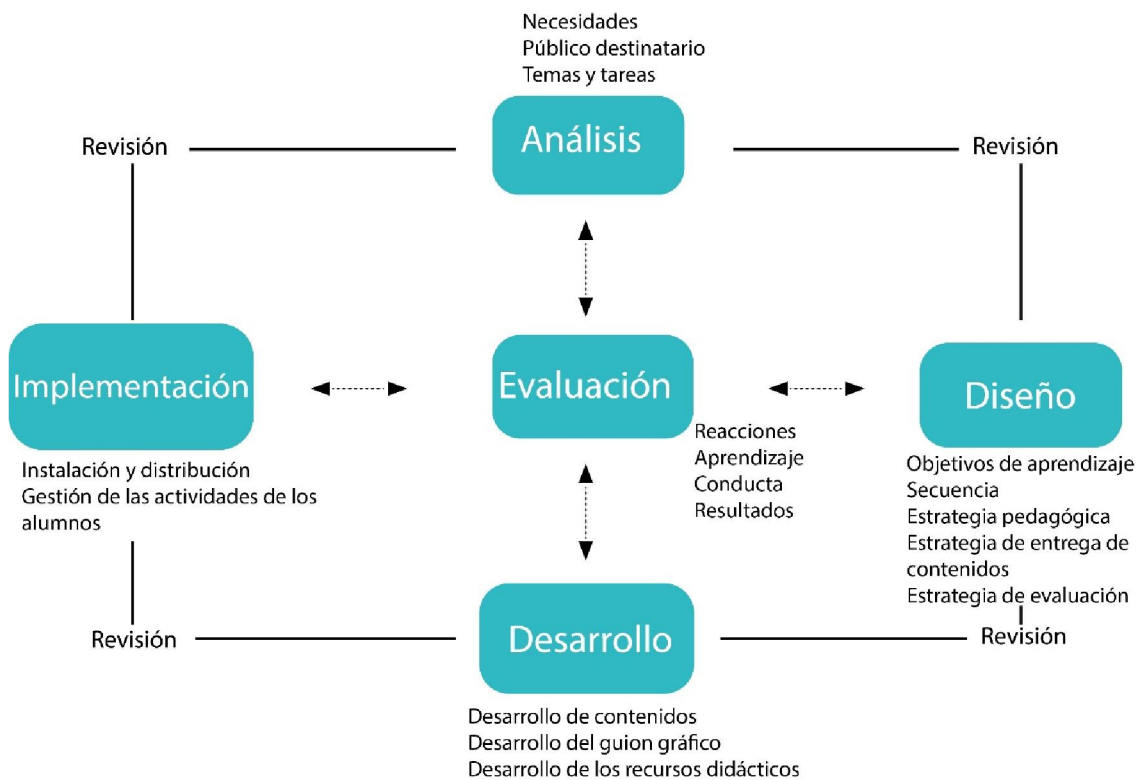 Necesidades
Público destinatario
Temas y tareas
Análisis
Revisión
Revisión
Implementación
Instalación y distribución
Gestión de las actividades de los
alumnos
Evaluación
Reacciones
Aprendizaje
Conducta
Resultados
Diseño
Objetivos de aprendizaje
Secuencia
Estrategia pedagógica
Estrategia de entrega de
contenidos
Estrategia de evaluación
Revisión
Desarrollo
Revisión
Desarrollo de contenidos
Desarrollo del guion gráfico
Desarrollo de los recursos didácticos